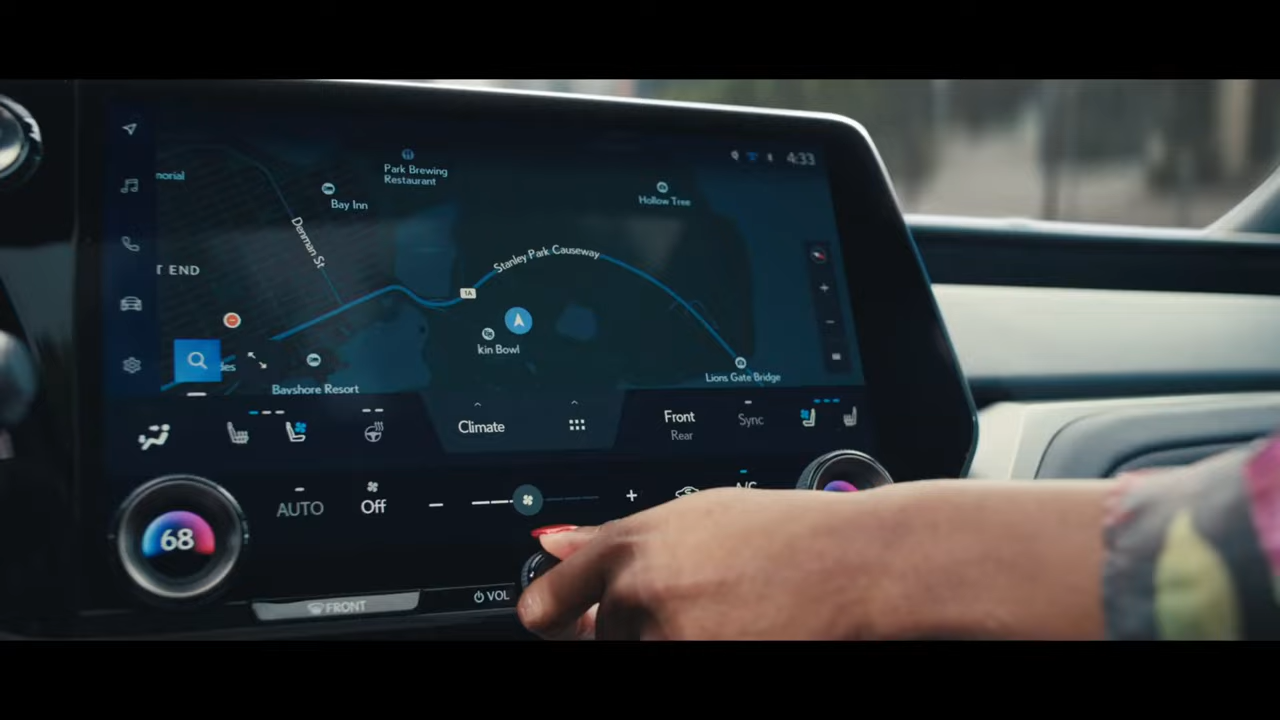 4:33
Park Brewing
Restaurant
morial
Hollow Tree
Bay Inn
Denman St
Stanley Park Causeway
T END
1A
kin Bowl
Lions Gate Bridge
des
Bayshore Resort
Climate
Front
Rear
Sync
AUTO
Off
68
FRONT
VOL